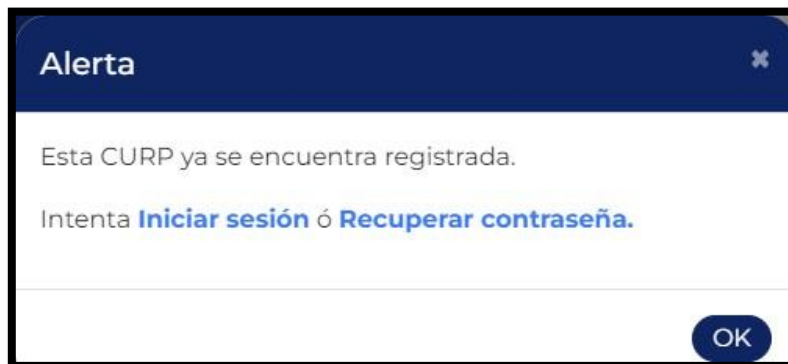 Alerta
Esta CURP ya se encuentra registrada.
Intenta Iniciar sesión ó Recuperar contraseña.
OK